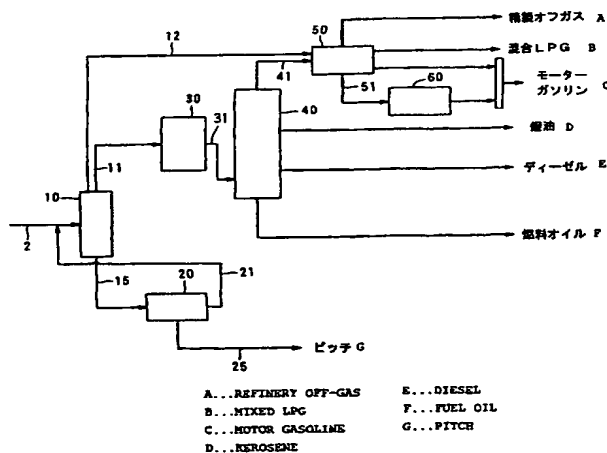 12
50
精製オフガス A
混合LPG B
41
51
60
モーター
ガソリン C
30
31
40
燈油 D
11
10
ディーゼル E
2
15
20
21
燃料オイル F
25
ピッチ G
A...REFINERY OFF-GAS
B...MIXED LPG
C...MOTOR GASOLINE
D...KEROSENE
E...DIESEL
F...FUEL OIL
G...PITCH